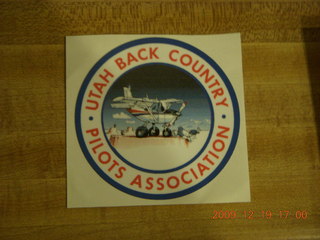 UTAH BACK COUNTRY
• PILOTS ASSOCIATION •
2009-12-19 17:00